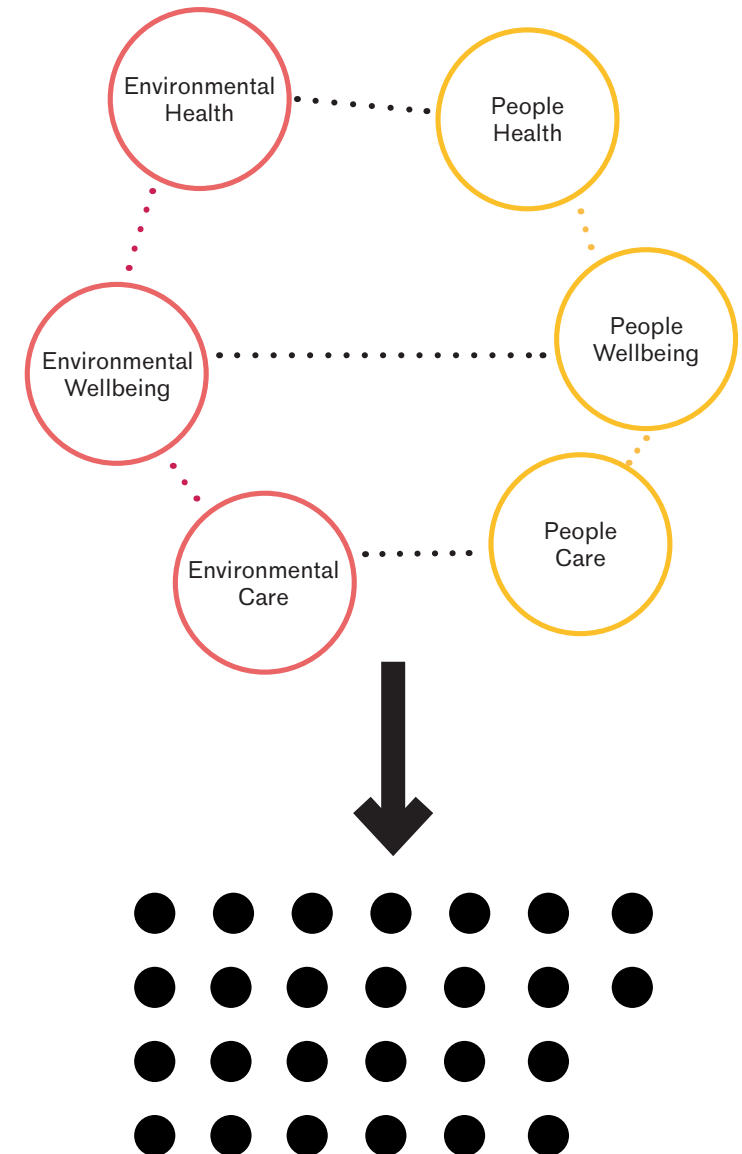 Environmental
Health
People
Health
People
Wellbeing
Environmental
Wellbeing
People
Care
Environmental
Care